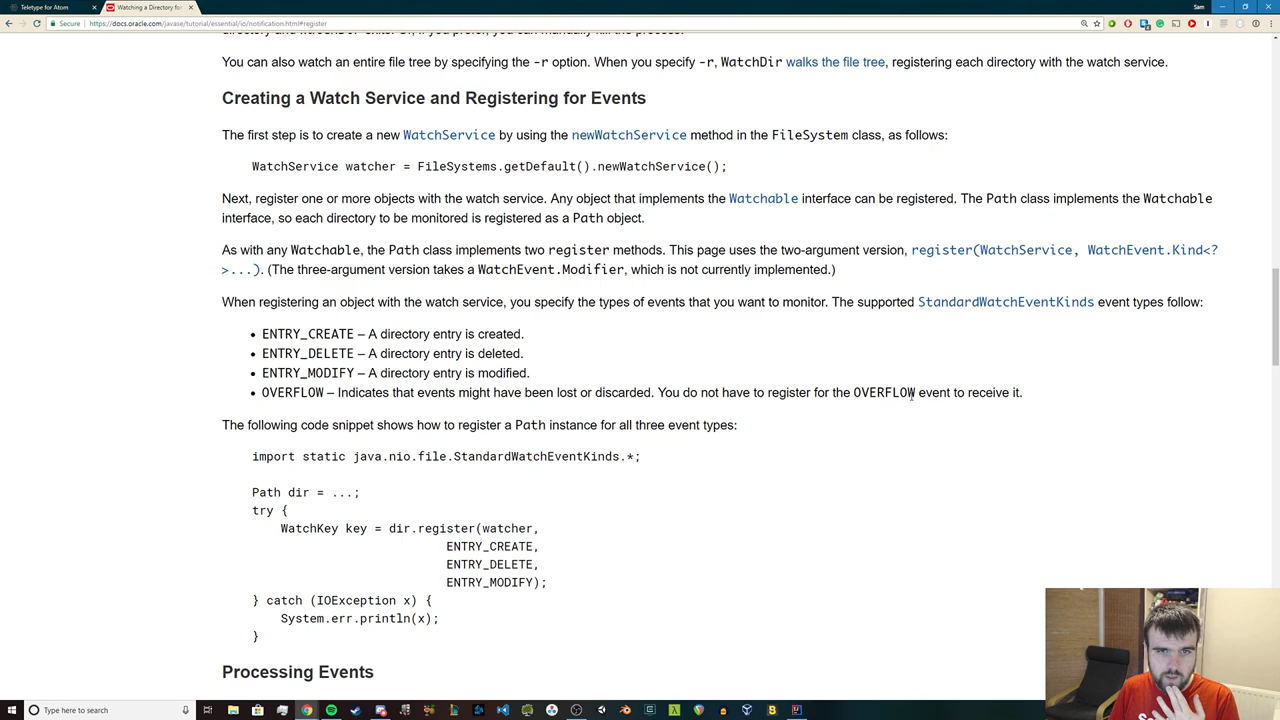 Teletype for Atom
Watching a Directory for
Sam
Secure
https://docs.oracle.com/javase/tutorial/essential/io/notification.html#register
You can also watch an entire file tree by specifying the -r option. When you specify -r, WatchDir walks the file tree, registering each directory with the watch service.
Creating a Watch Service and Registering for Events
The first step is to create a new WatchService by using the newWatchService method in the FileSystem class, as follows:
WatchService watcher = FileSystems.getDefault().newWatchService();
Next, register one or more objects with the watch service. Any object that implements the Watchable interface can be registered. The Path class implements the Watchable
interface, so each directory to be monitored is registered as a Path object.
As with any Watchable, the Path class implements two register methods. This page uses the two-argument version, register(WatchService, WatchEvent.Kind<?
>...). (The three-argument version takes a WatchEvent.Modifier, which is not currently implemented.)
When registering an object with the watch service, you specify the types of events that you want to monitor. The supported StandardWatchEventKinds event types follow:
• ENTRY_CREATE – A directory entry is created.
• ENTRY_DELETE – A directory entry is deleted.
• ENTRY_MODIFY – A directory entry is modified.
• OVERFLOW – Indicates that events might have been lost or discarded. You do not have to register for the OVERFLOW event to receive it.
The following code snippet shows how to register a Path instance for all three event types:
import static java.nio.file.StandardWatchEventKinds.*;
Path dir = ...;
try {
WatchKey key = dir.register(watcher,
ENTRY_CREATE,
ENTRY_DELETE,
ENTRY_MODIFY);
} catch (IOException x) {
System.err.println(x);
}
Processing Events
Type here to search